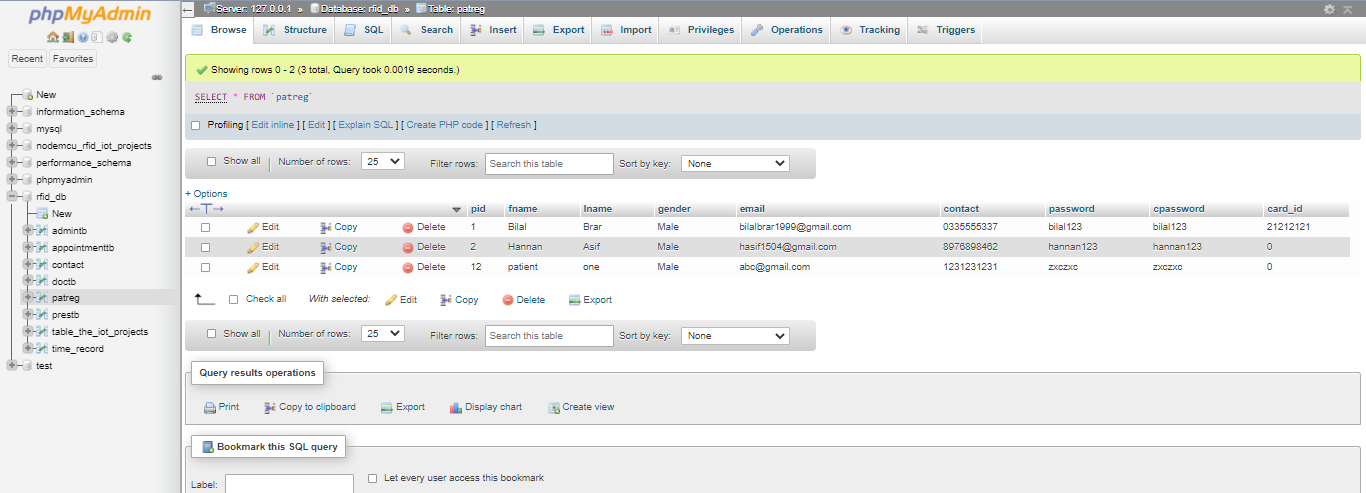 phpMyAdmin
Recent Favorites
New
information_schema
mysql
nodemcu_rfid_iot_projects
performance_schema
phpmyadmin
rfid_db
New
admintb
appointmenttb
contact
doctb
patreg
prestb
table_the_iot_projects
time_record
test
Server: 127.0.0.1 » Database: rfid_db » Table: patreg
Browse Structure SQL Search Insert Export Import Privileges Operations Tracking Triggers
Showing rows 0 - 2 (3 total, Query took 0.0019 seconds.)
SELECT * FROM `patreg`
Profiling [ Edit inline ] [ Edit ] [ Explain SQL ] [ Create PHP code ] [ Refresh ]
Show all Number of rows: 25 Filter rows: Search this table Sort by key: None
+ Options
←T→ pid fname lname gender email contact password cpassword card_id
Edit Copy Delete 1 Bilal Brar Male bilalbrar1999@gmail.com 0335555337 bilal123 bilal123 21212121
Edit Copy Delete 2 Hannan Asif Male hasif1504@gmail.com 8976898462 hannan123 hannan123 0
Edit Copy Delete 12 patient one Male abc@gmail.com 1231231231 zxczxc zxczxc 0
Check all With selected: Edit Copy Delete Export
Show all Number of rows: 25 Filter rows: Search this table Sort by key: None
Query results operations
Print Copy to clipboard Export Display chart Create view
Bookmark this SQL query
Label: Let every user access this bookmark